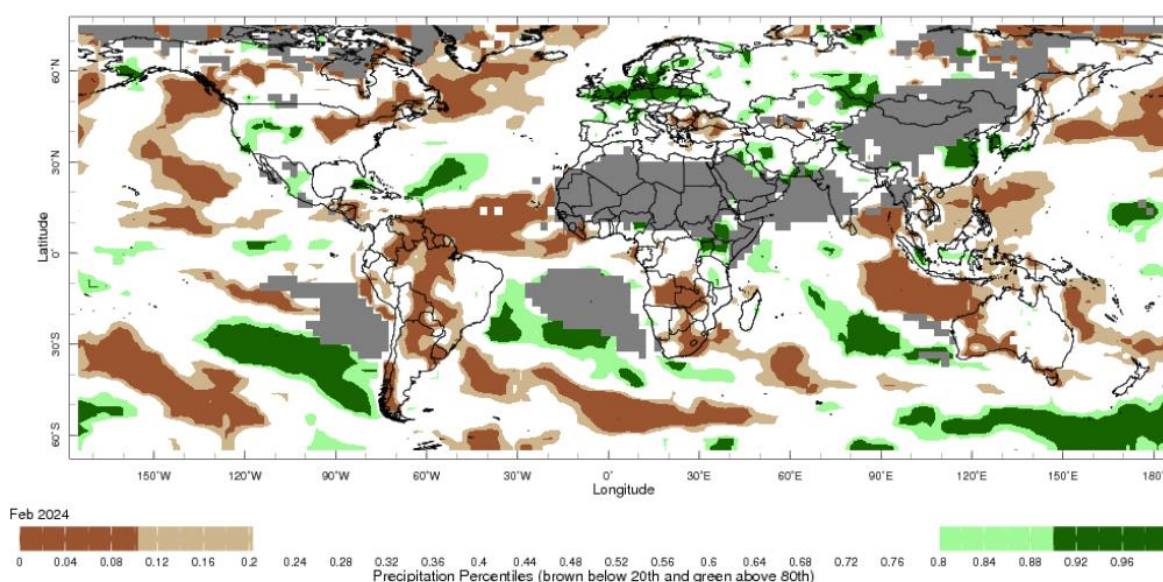 60°N
30°N
Latitude
0°
30°S
60°S
150°W 120°W 90°W 60°W 30°W 0° 30°E 60°E 90°E 120°E 150°E 180°
Longitude
Feb 2024
0 0.04 0.08 0.12 0.16 0.2 0.24 0.28 0.32 0.36 0.4 0.44 0.48 0.52 0.56 0.6 0.64 0.68 0.72 0.76 0.8 0.84 0.88 0.92 0.96
Precipitation Percentiles (brown below 20th and green above 80th)